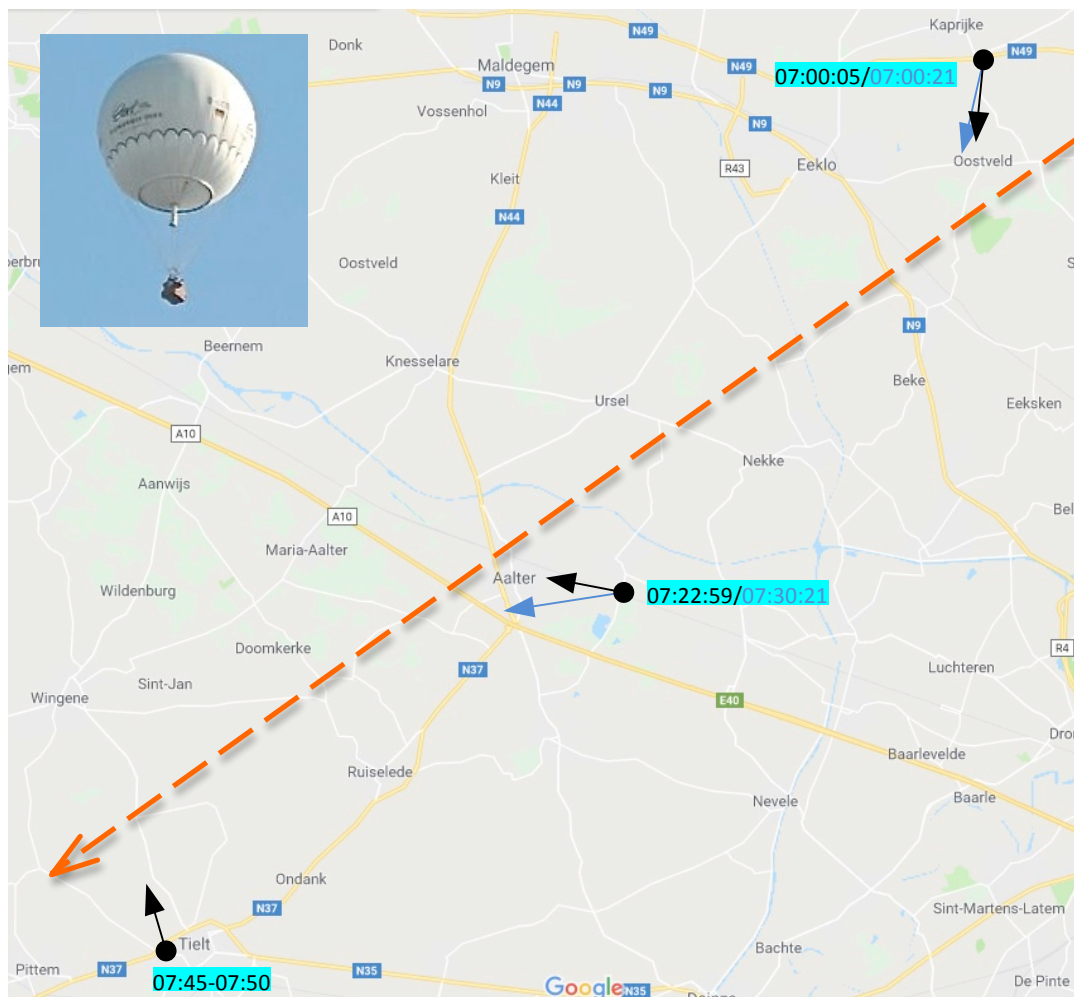 Kaprijke
N49
Donk
Maldegem
N49
N49
07:00:05/07:00:21
N9
N9
N9
N44
Vossenhol
N9
Eeklo
Oostveld
R43
Kleit
N44
Oostveld
N9
Beernem
Knesselare
Beke
Ursel
Eeksken
A10
Nekke
Aanwijs
A10
Bel
Maria-Aalter
Aalter
Wildenburg
07:22:59/07:30:21
Doomkerke
R4
Luchteren
N37
Sint-Jan
Wingene
E40
Dro
Baarlevelde
Ruiselede
Nevele
Baarle
Ondank
N37
Sint-Martens-Latem
Tielt
Bachte
Pittem
N37
N35
07:45-07:50
Google
N35
De Pinte